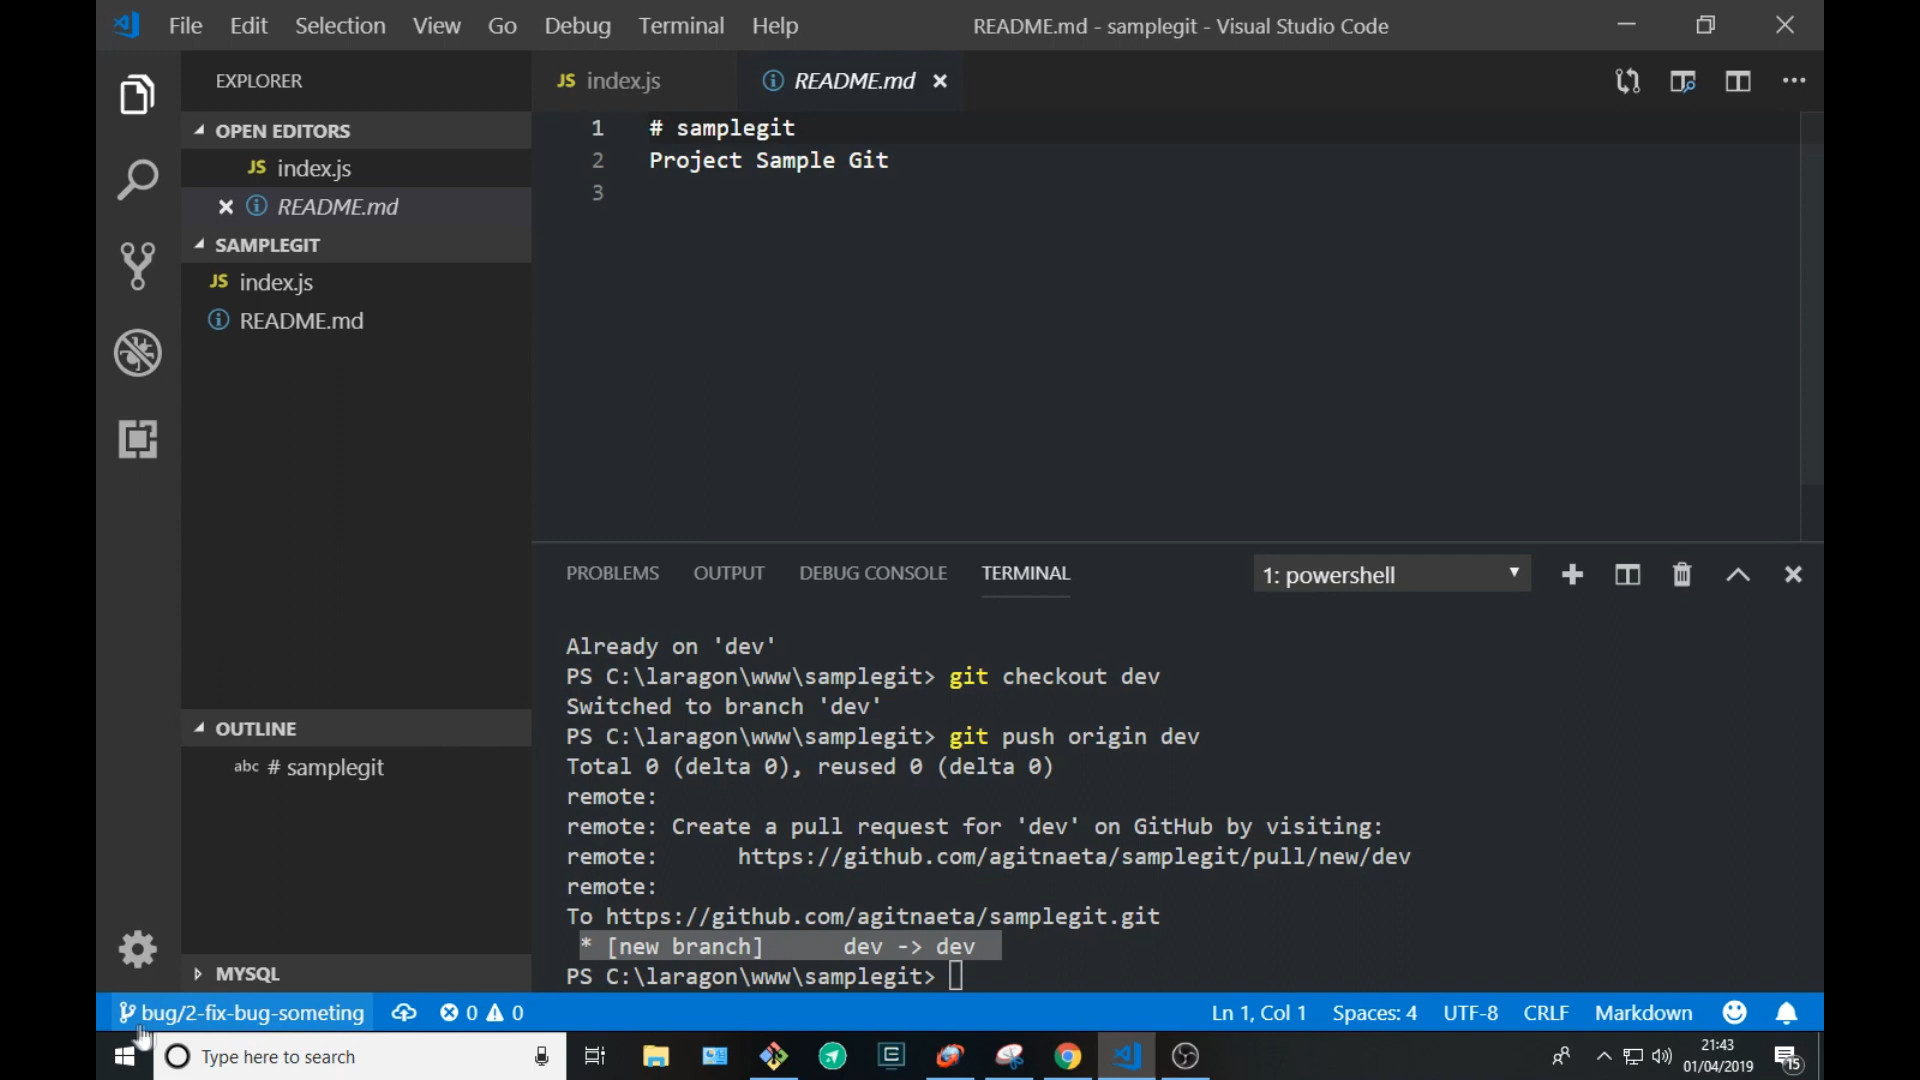 File Edit Selection View Go Debug Terminal Help README.md - samplegit - Visual Studio Code
EXPLORER
OPEN EDITORS
JS index.js
README.md
SAMPLEGIT
JS index.js
README.md
OUTLINE
abc # samplegit
MYSQL
JS index.js README.md
1 # samplegit
2 Project Sample Git
3
PROBLEMS OUTPUT DEBUG CONSOLE TERMINAL 1: powershell
Already on 'dev'
PS C:\laragon\www\samplegit> git checkout dev
Switched to branch 'dev'
PS C:\laragon\www\samplegit> git push origin dev
Total 0 (delta 0), reused 0 (delta 0)
remote:
remote: Create a pull request for 'dev' on GitHub by visiting:
remote: https://github.com/agitnaeta/samplegit/pull/new/dev
remote:
To https://github.com/agitnaeta/samplegit.git
* [new branch] dev -> dev
PS C:\laragon\www\samplegit>
bug/2-fix-bug-someting 0 0 Ln 1, Col 1 Spaces: 4 UTF-8 CRLF Markdown
Type here to search
21:43
01/04/2019
15